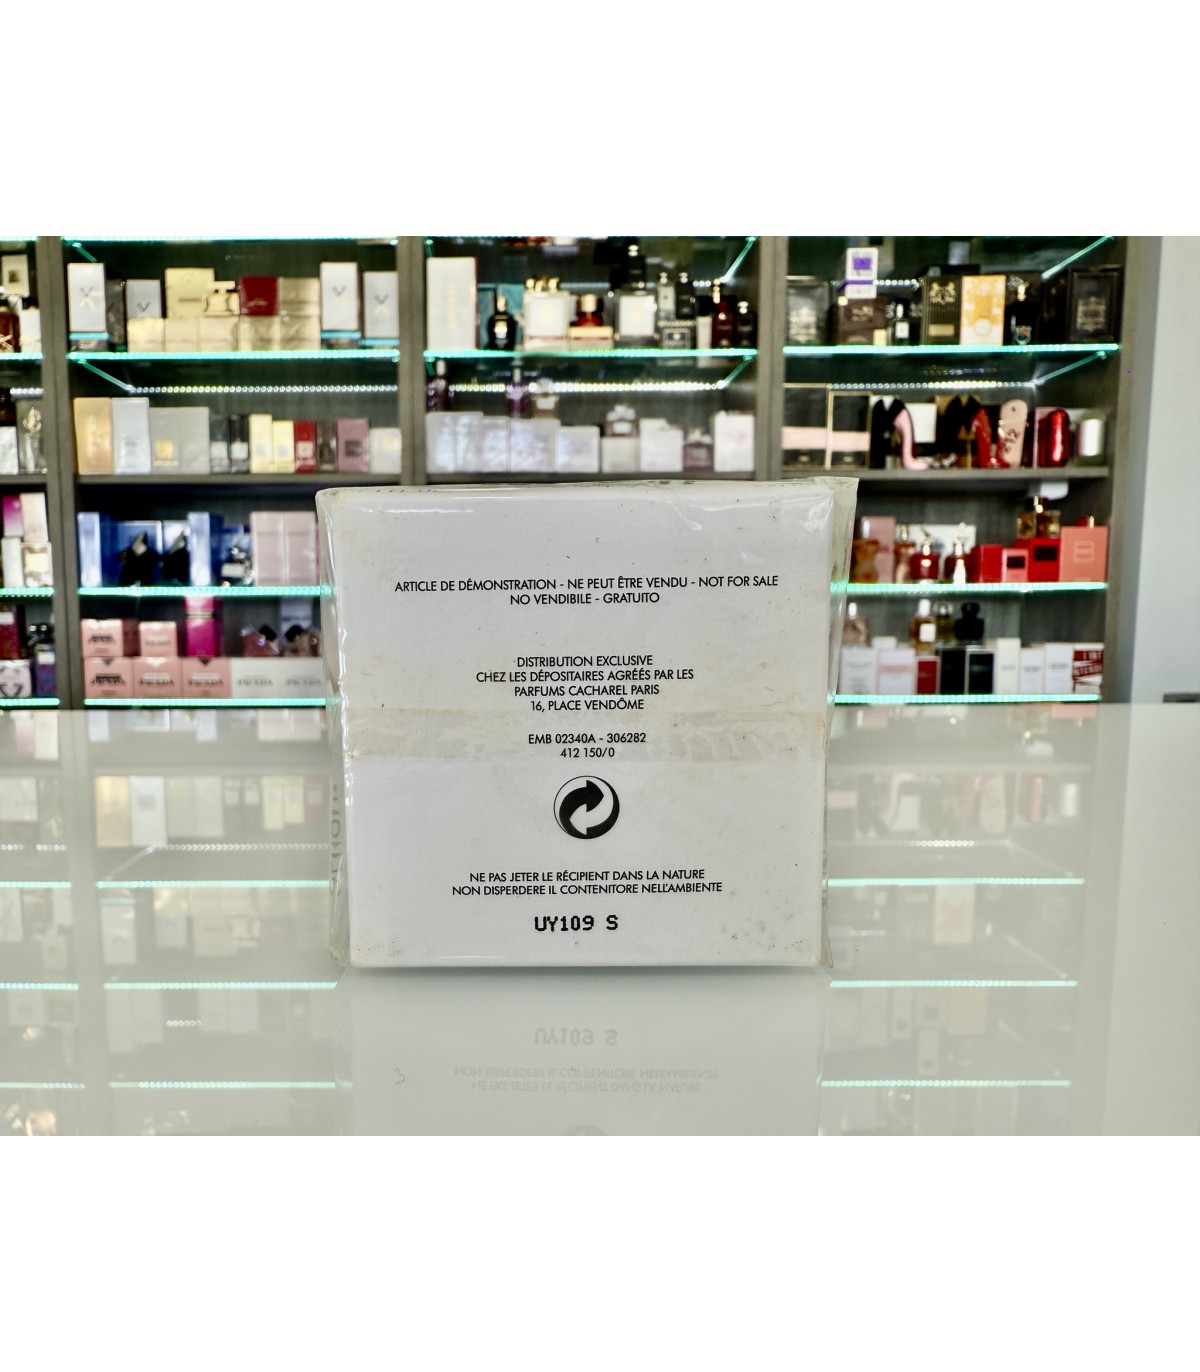 ARTICLE DE DÉMONSTRATION - NE PEUT ÊTRE VENDU - NOT FOR SALE
NO VENDIBILE - GRATUITO
DISTRIBUTION EXCLUSIVE
CHEZ LES DÉPOSITAIRES AGRÉÉS PAR LES
PARFUMS CACHAREL PARIS
16, PLACE VENDÔME
EMB 02340A - 306282
412 150/0
NE PAS JETER LE RÉCIPIENT DANS LA NATURE
NON DISPERDERE IL CONTENITORE NELL'AMBIENTE
UY109 S